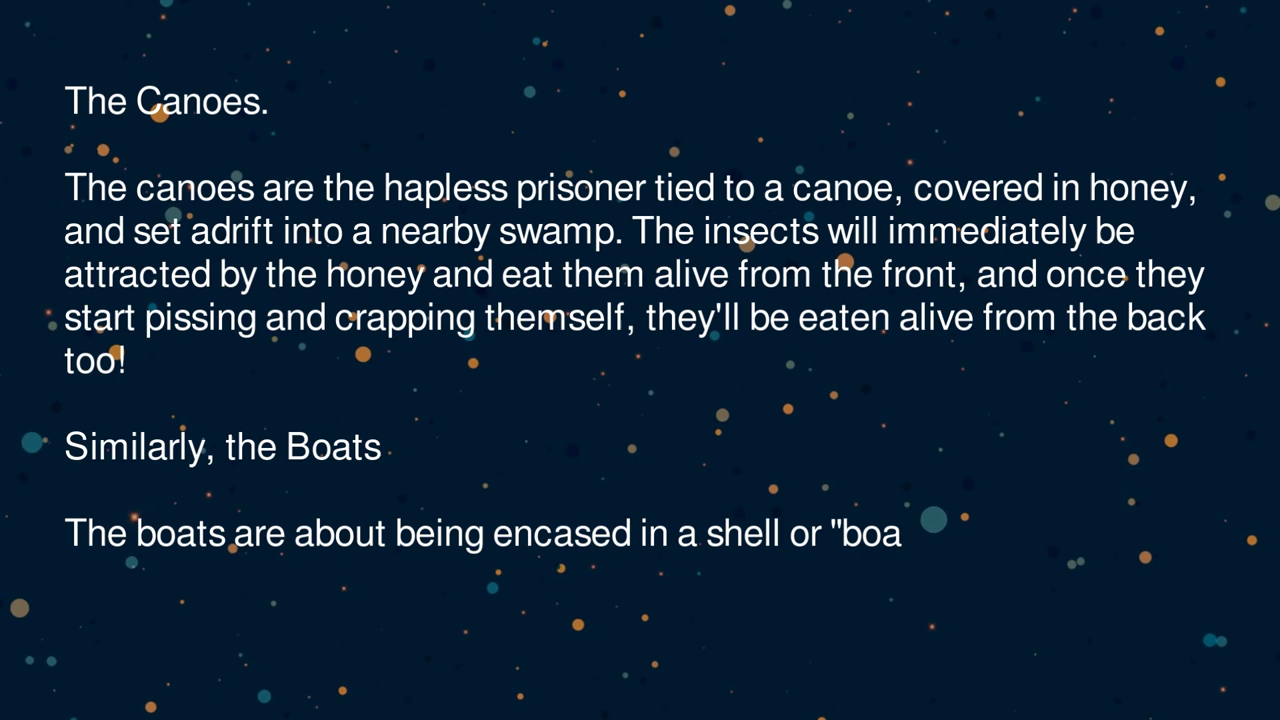 The Canoes.
The canoes are the hapless prisoner tied to a canoe, covered in honey,
and set adrift into a nearby swamp. The insects will immediately be
attracted by the honey and eat them alive from the front, and once they
start pissing and crapping themself, they'll be eaten alive from the back
too!
Similarly, the Boats
The boats are about being encased in a shell or "boa